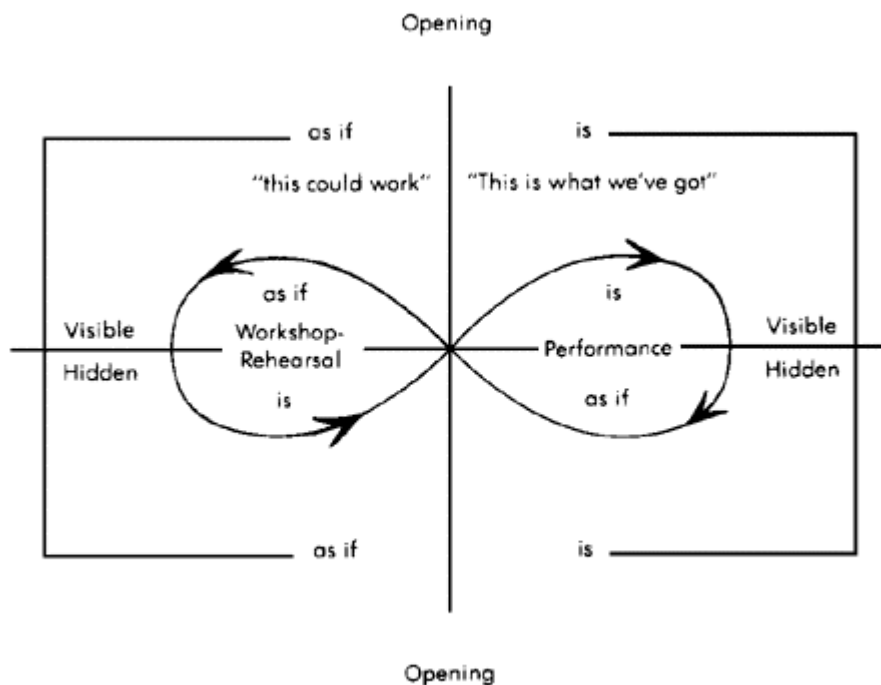 Opening
as if
is
"this could work"
"This is what we've got"
as if
is
Visible
Workshop-
Rehearsal
Performance
Visible
Hidden
Hidden
is
as if
as if
is
Opening